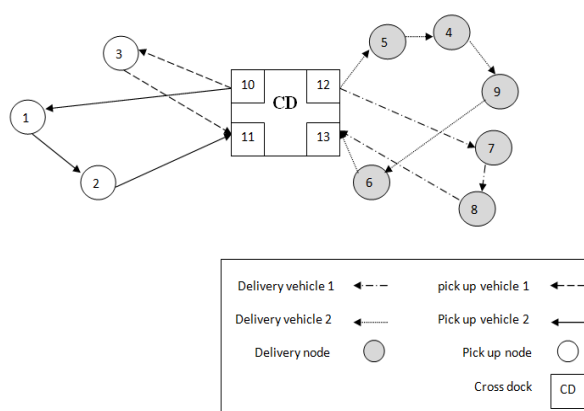 3
5
4
10
12
CD
9
1
11
13
7
2
6
8
Delivery vehicle 1
pick up vehicle 1
Delivery vehicle 2
Pick up vehicle 2
Delivery node
Pick up node
Cross dock
CD